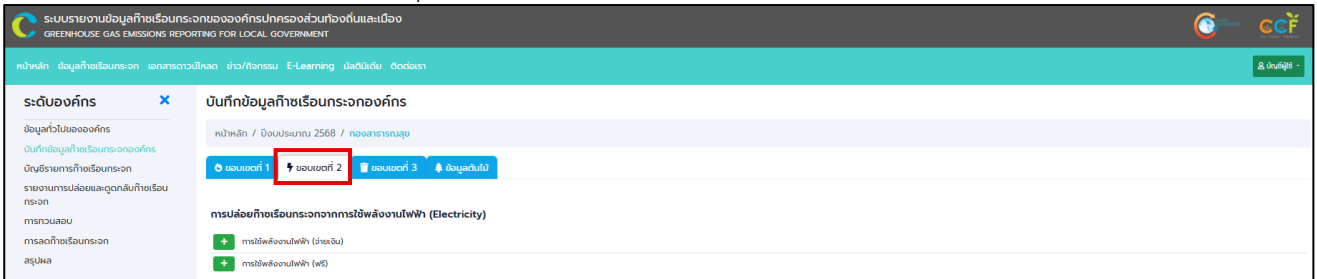 ระบบรายงานข้อมูลก๊าซเรือนกระจกขององค์กรปกครองส่วนท้องถิ่นและเมือง
GREENHOUSE GAS EMISSIONS REPORTING FOR LOCAL GOVERNMENT
CCF
หน้าหลัก ข้อมูลก๊าซเรือนกระจก เอกสารดาวน์โหลด ข่าว/กิจกรรม E-Learning มัลติมีเดีย ติดต่อเรา
บัญชีผู้ใช้
ระดับองค์กร
ข้อมูลทั่วไปขององค์กร
บันทึกข้อมูลก๊าซเรือนกระจกองค์กร
บัญชีรายการก๊าซเรือนกระจก
รายงานการปล่อยและดูดกลับก๊าซเรือน
กระจก
การทวนสอบ
การลดก๊าซเรือนกระจก
สรุปผล
บันทึกข้อมูลก๊าซเรือนกระจกองค์กร
หน้าหลัก / ปีงบประมาณ 2568 / กองสาธารณสุข
ขอบเขตที่ 1 ขอบเขตที่ 2 ขอบเขตที่ 3 ข้อมูลต้นไม้
การปล่อยก๊าซเรือนกระจกจากการใช้พลังงานไฟฟ้า (Electricity)
+ การใช้พลังงานไฟฟ้า (จ่ายเงิน)
+ การใช้พลังงานไฟฟ้า (ฟรี)